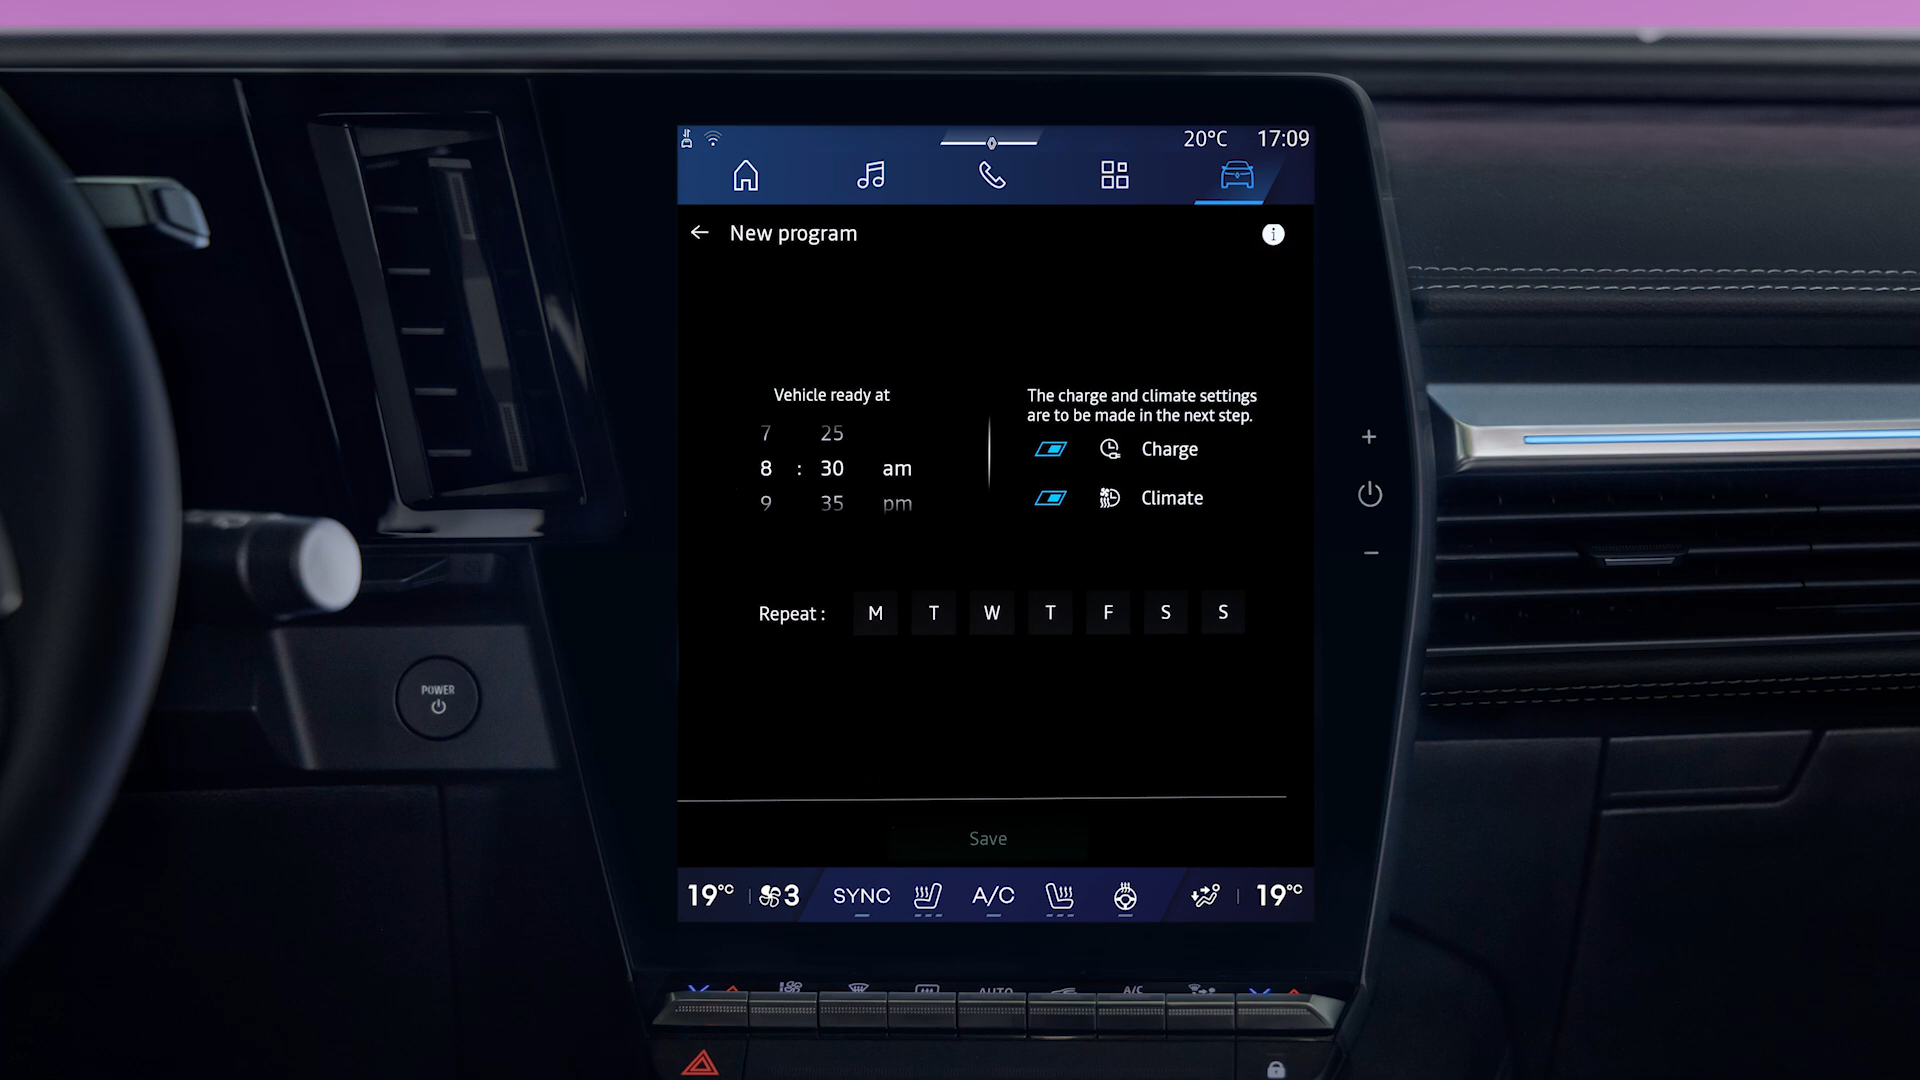 20°C 17:09
New program
i
Vehicle ready at
7 25
8 : 30 am
9 35 pm
The charge and climate settings
are to be made in the next step.
Charge
Climate
Repeat : M T W T F S S
Save
19°C 3 SYNC A/C 19°C
+
−
POWER
AUTO A/C